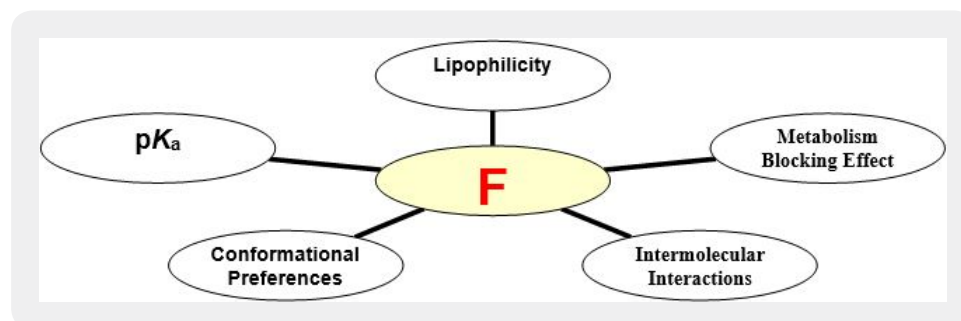 Lipophilicity
pKa
Metabolism
Blocking Effect
F
Conformational
Preferences
Intermolecular
Interactions